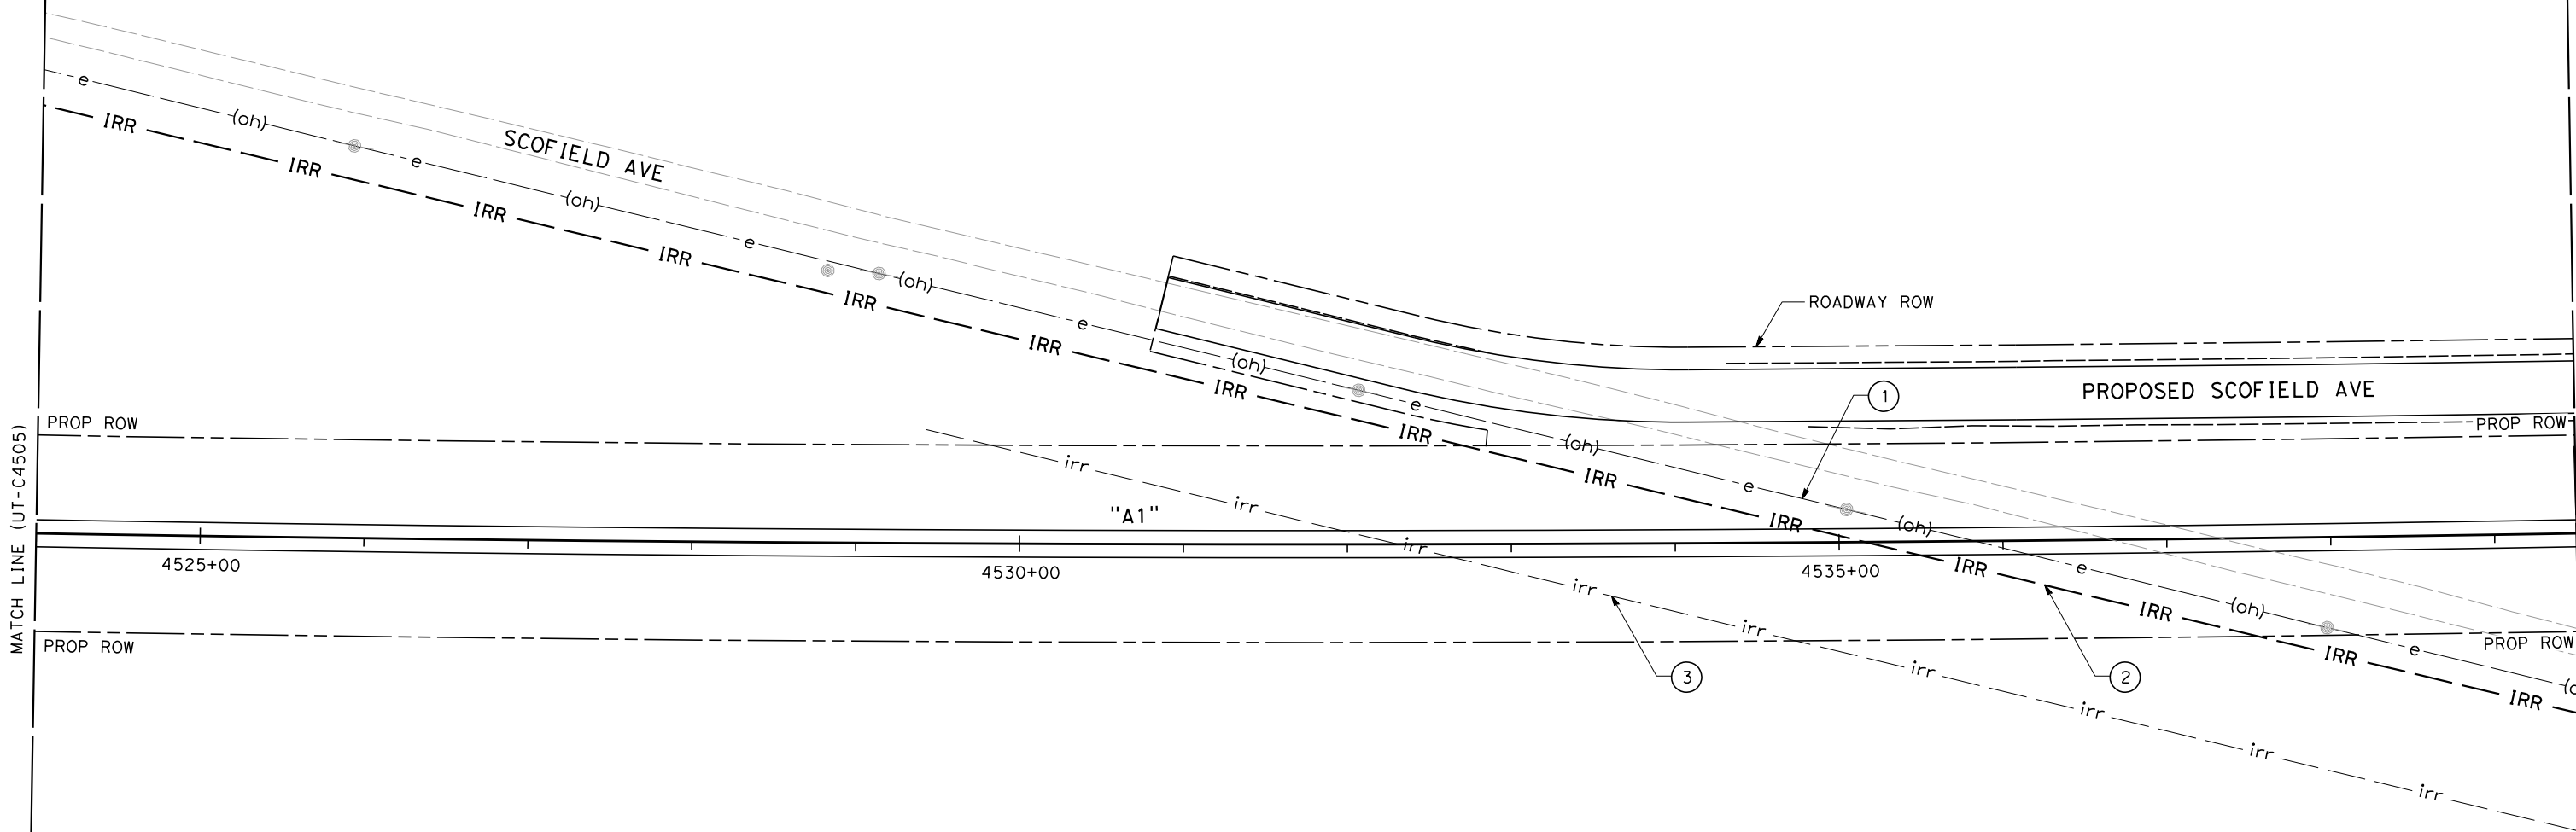 e
(oh)
IRR
IRR
e
SCOFIELD AVE
(oh)
IRR
e
IRR
(oh)
IRR
e
IRR
ROADWAY ROW
(oh)
IRR
e
PROPOSED SCOFIELD AVE
1
PROP ROW
PROP ROW
IRR
(oh)
irr
IRR
e
irr
"A1"
IRR
(oh)
irr
4525+00
4530+00
4535+00
IRR
e
irr
IRR
(oh)
irr
PROP ROW
PROP ROW
IRR
e
irr
3
2
IRR
irr
irr
irr
MATCH LINE (UT-C4505)